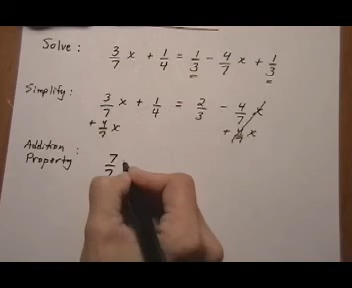 Solve: 3/7 x + 1/4 = 1/3 - 4/7 x + 1/3
Simplify: 3/7 x + 1/4 = 2/3 - 4/7 x
+ 4/7 x + 4/7 x
Addition
Property : 7/7